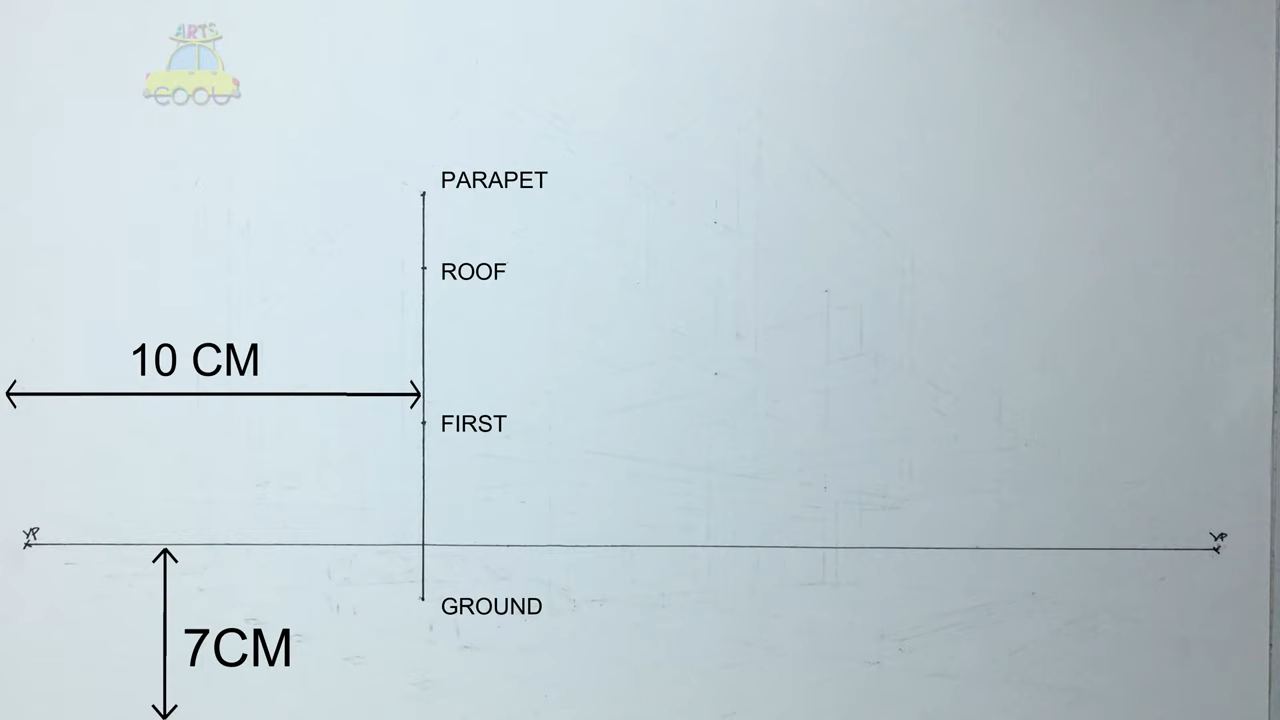 ARTS
COOL
PARAPET
ROOF
10 CM
FIRST
VP
VP
GROUND
7CM